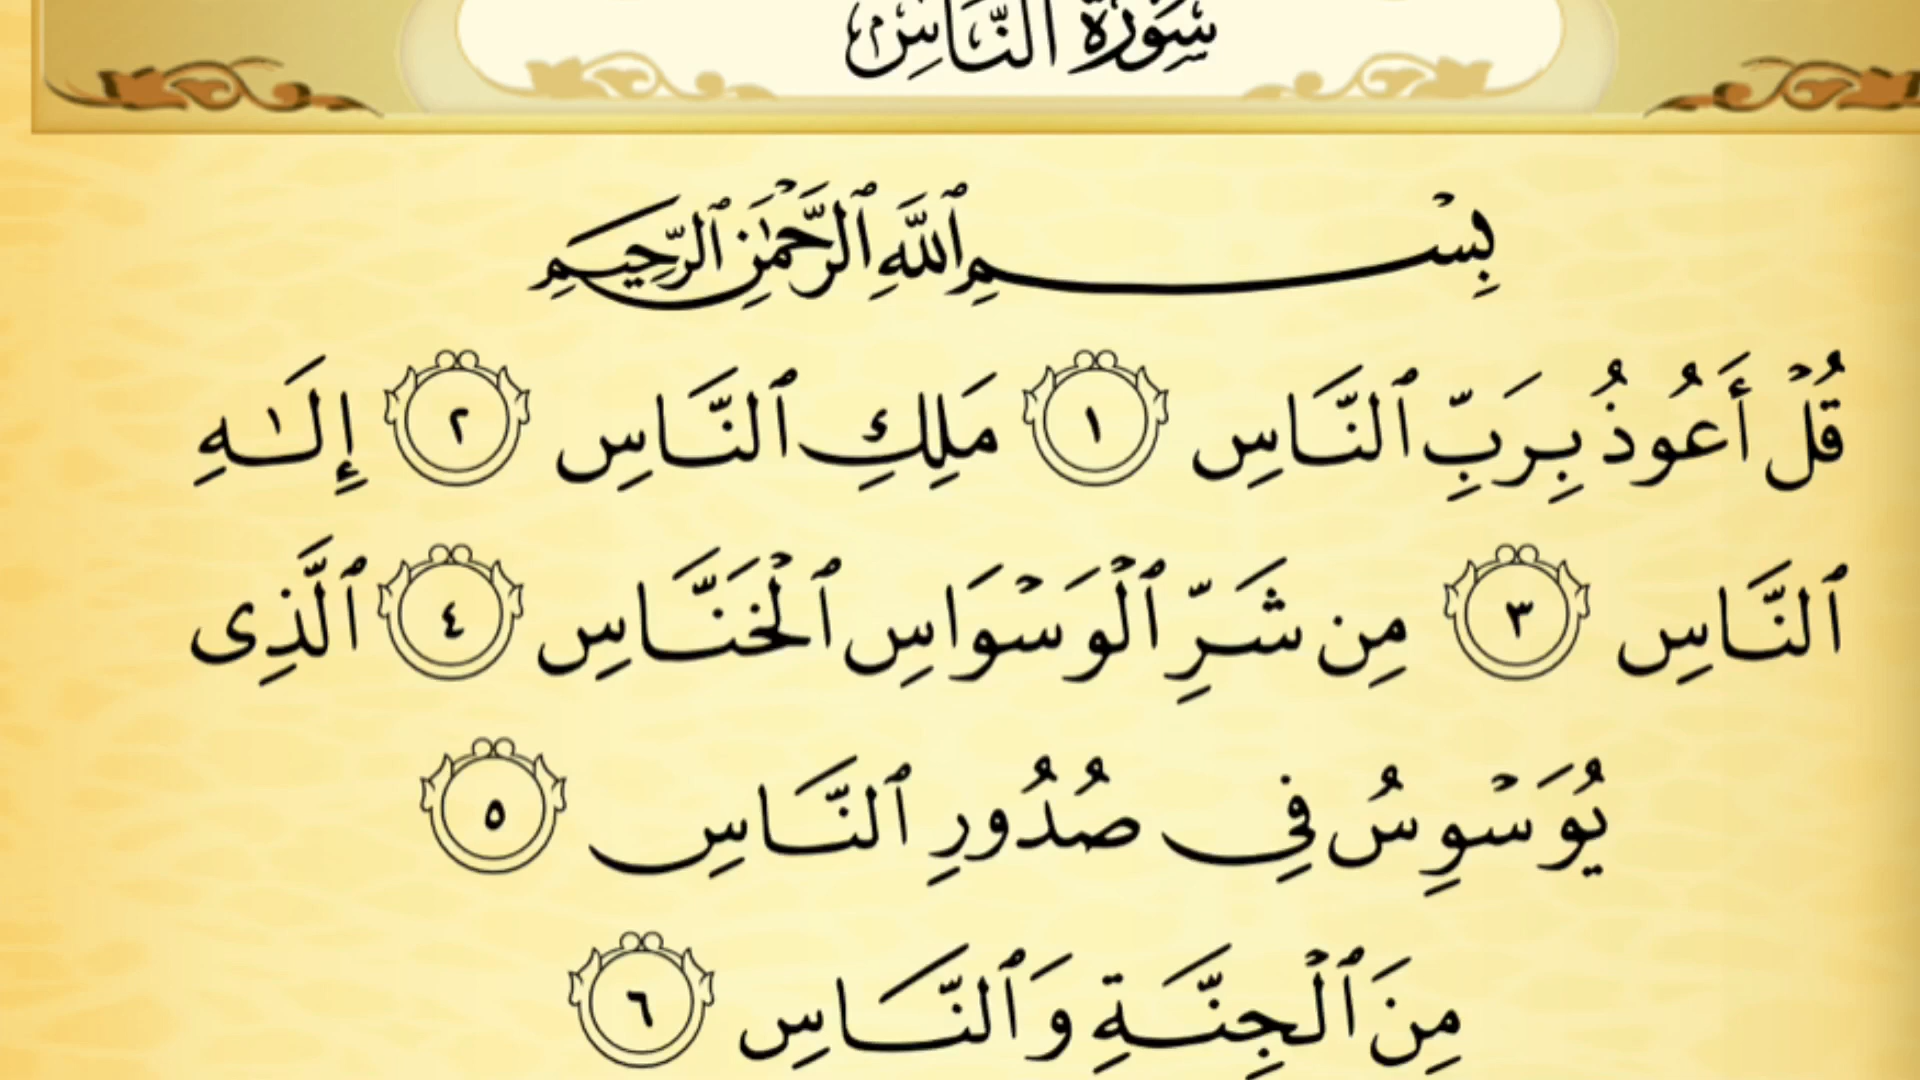 سُورَةُ النَّاسِ
بِسْمِ ٱللَّهِ ٱلرَّحْمَٰنِ ٱلرَّحِيمِ
قُلْ أَعُوذُ بِرَبِّ ٱلنَّاسِ ١ مَلِكِ ٱلنَّاسِ ٢ إِلَٰهِ
ٱلنَّاسِ ٣ مِن شَرِّ ٱلْوَسْوَاسِ ٱلْخَنَّاسِ ٤ ٱلَّذِى
يُوَسْوِسُ فِى صُدُورِ ٱلنَّاسِ ٥
مِنَ ٱلْجِنَّةِ وَٱلنَّاسِ ٦